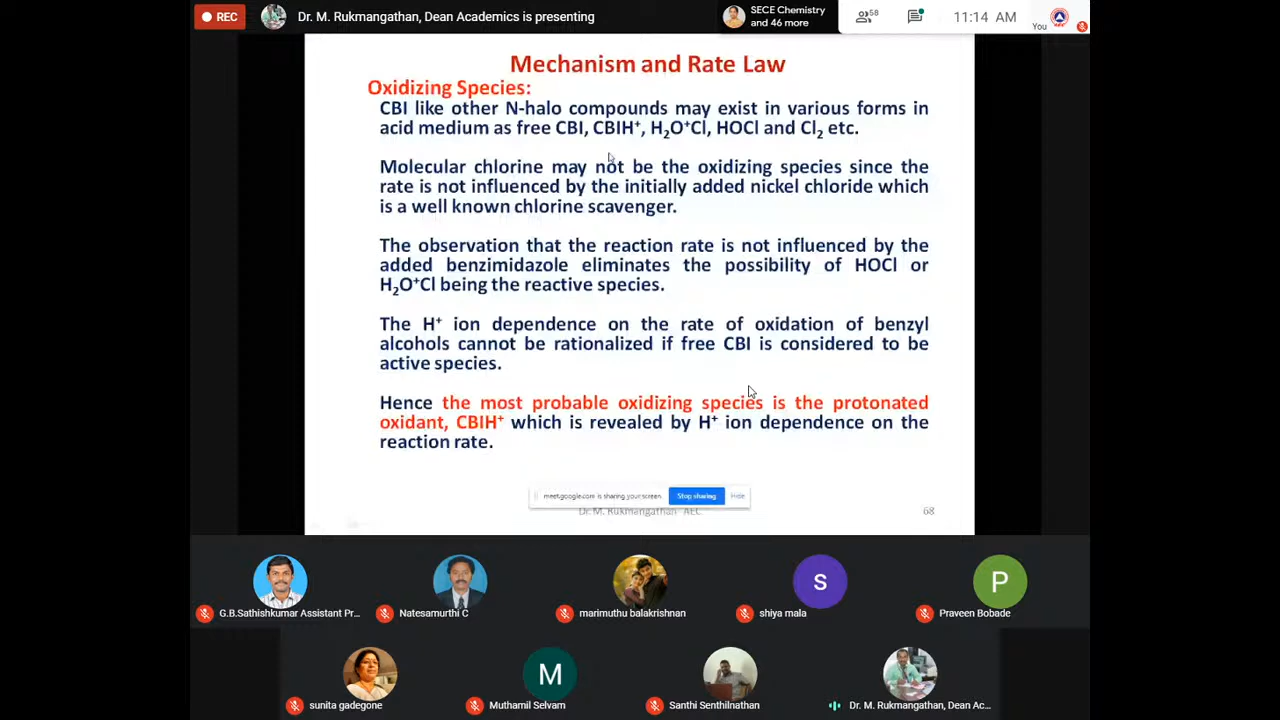 REC
Dr. M. Rukmangathan, Dean Academics is presenting
SECE Chemistry
and 46 more
58
11:14 AM
You
Mechanism and Rate Law
Oxidizing Species:
CBI like other N-halo compounds may exist in various forms in
acid medium as free CBI, CBIH⁺, H₂O⁺Cl, HOCl and Cl₂ etc.
Molecular chlorine may not be the oxidizing species since the
rate is not influenced by the initially added nickel chloride which
is a well known chlorine scavenger.
The observation that the reaction rate is not influenced by the
added benzimidazole eliminates the possibility of HOCl or
H₂O⁺Cl being the reactive species.
The H⁺ ion dependence on the rate of oxidation of benzyl
alcohols cannot be rationalized if free CBI is considered to be
active species.
Hence the most probable oxidizing species is the protonated
oxidant, CBIH⁺ which is revealed by H⁺ ion dependence on the
reaction rate.
meet.google.com is sharing your screen. Stop sharing Hide
Dr. M. Rukmangathan AEC
68
G.B.Sathishkumar Assistant Pr...
Natesamurthi C
marimuthu balakrishnan
s
shiya mala
P
Praveen Bobade
sunita gadegone
M
Muthamil Selvam
Santhi Senthilnathan
Dr. M. Rukmangathan, Dean Ac...